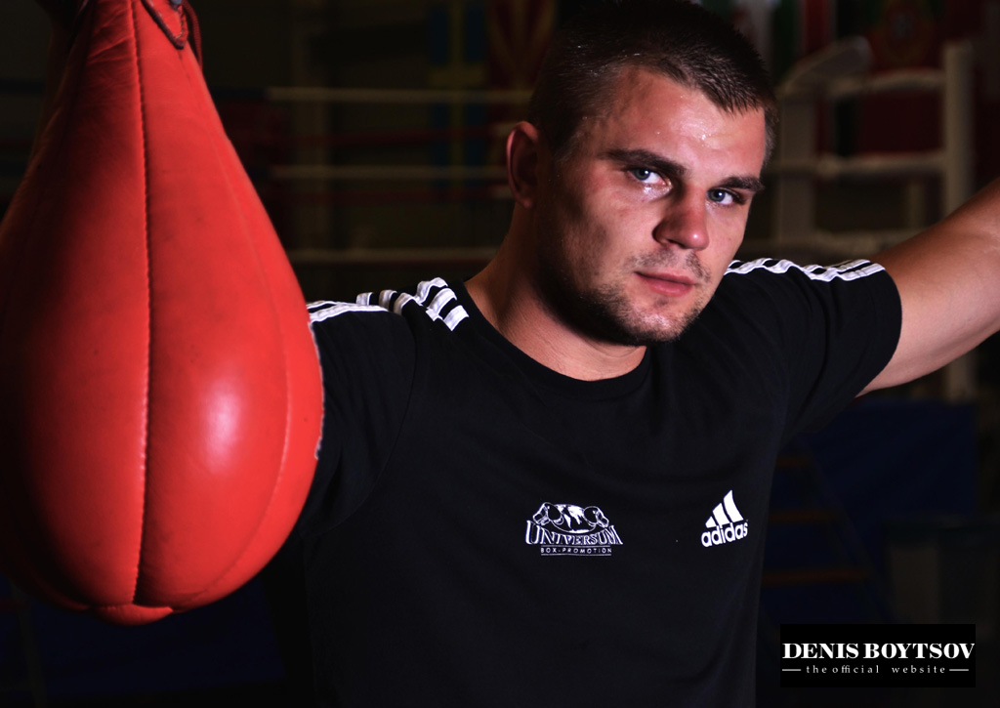 UNIVERSUM
BOX-PROMOTION
adidas
DENIS BOYTSOV
the official website